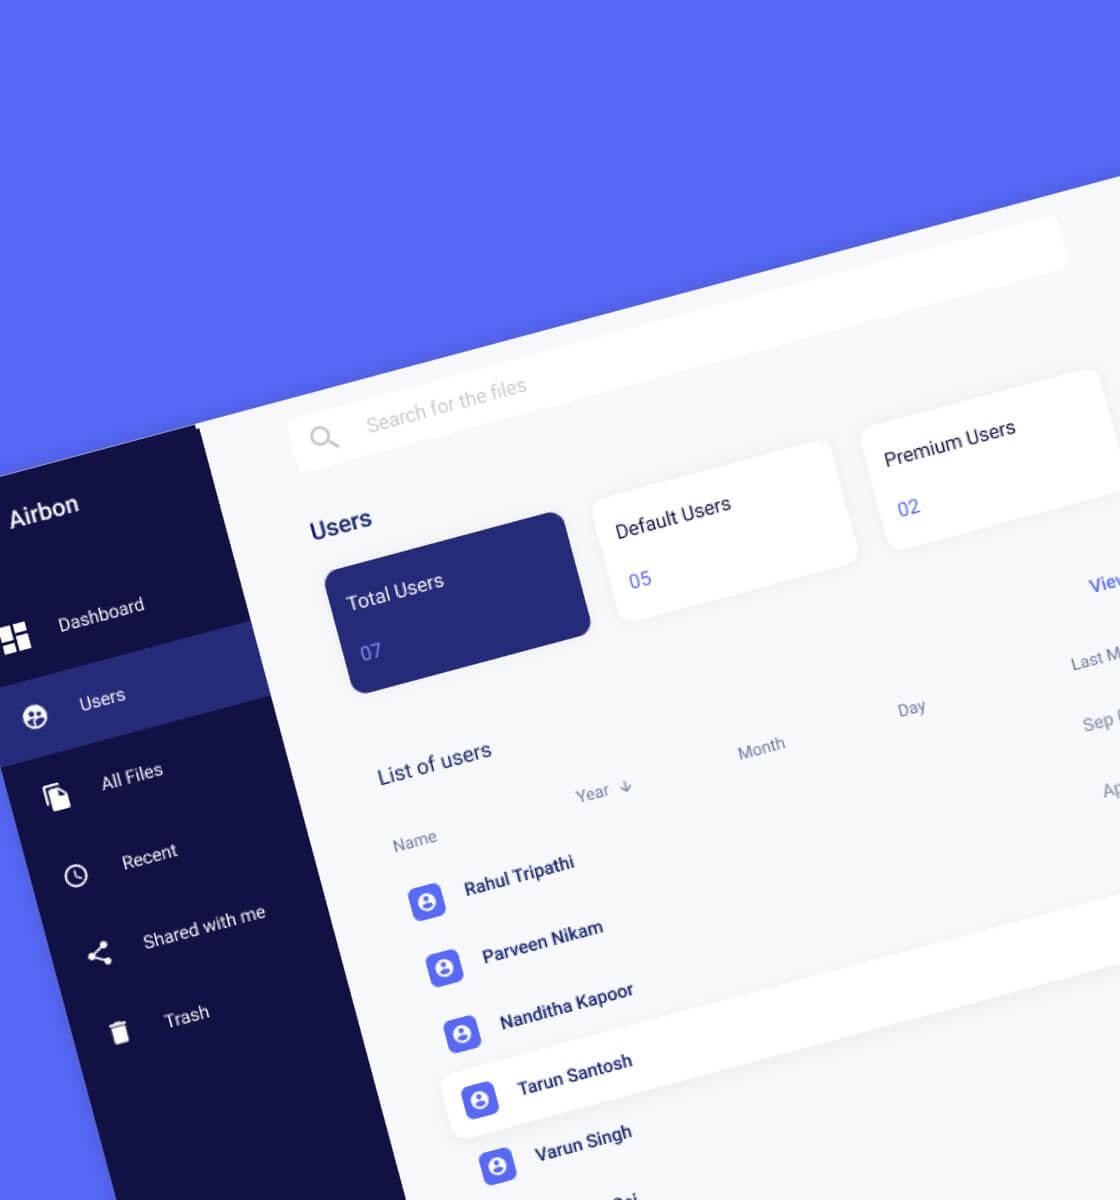 Airbon
Dashboard
Users
All Files
Recent
Shared with me
Trash
Search for the files
Users
Total Users
07
Default Users
05
Premium Users
02
List of users
Name
Year
Month
Day
Last
Sep
Rahul Tripathi
Parveen Nikam
Nanditha Kapoor
Tarun Santosh
Varun Singh